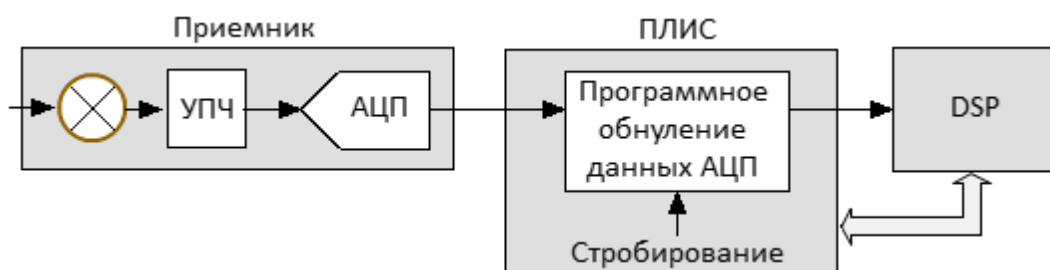 Приемник
ПЛИС
УПЧ
АЦП
Программное
обнуление
данных АЦП
DSP
Стробирование